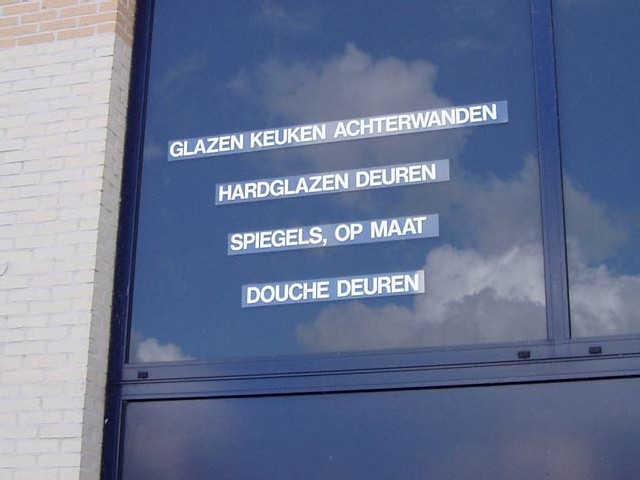 GLAZEN KEUKEN ACHTERWANDEN
HARDGLAZEN DEUREN
SPIEGELS, OP MAAT
DOUCHE DEUREN